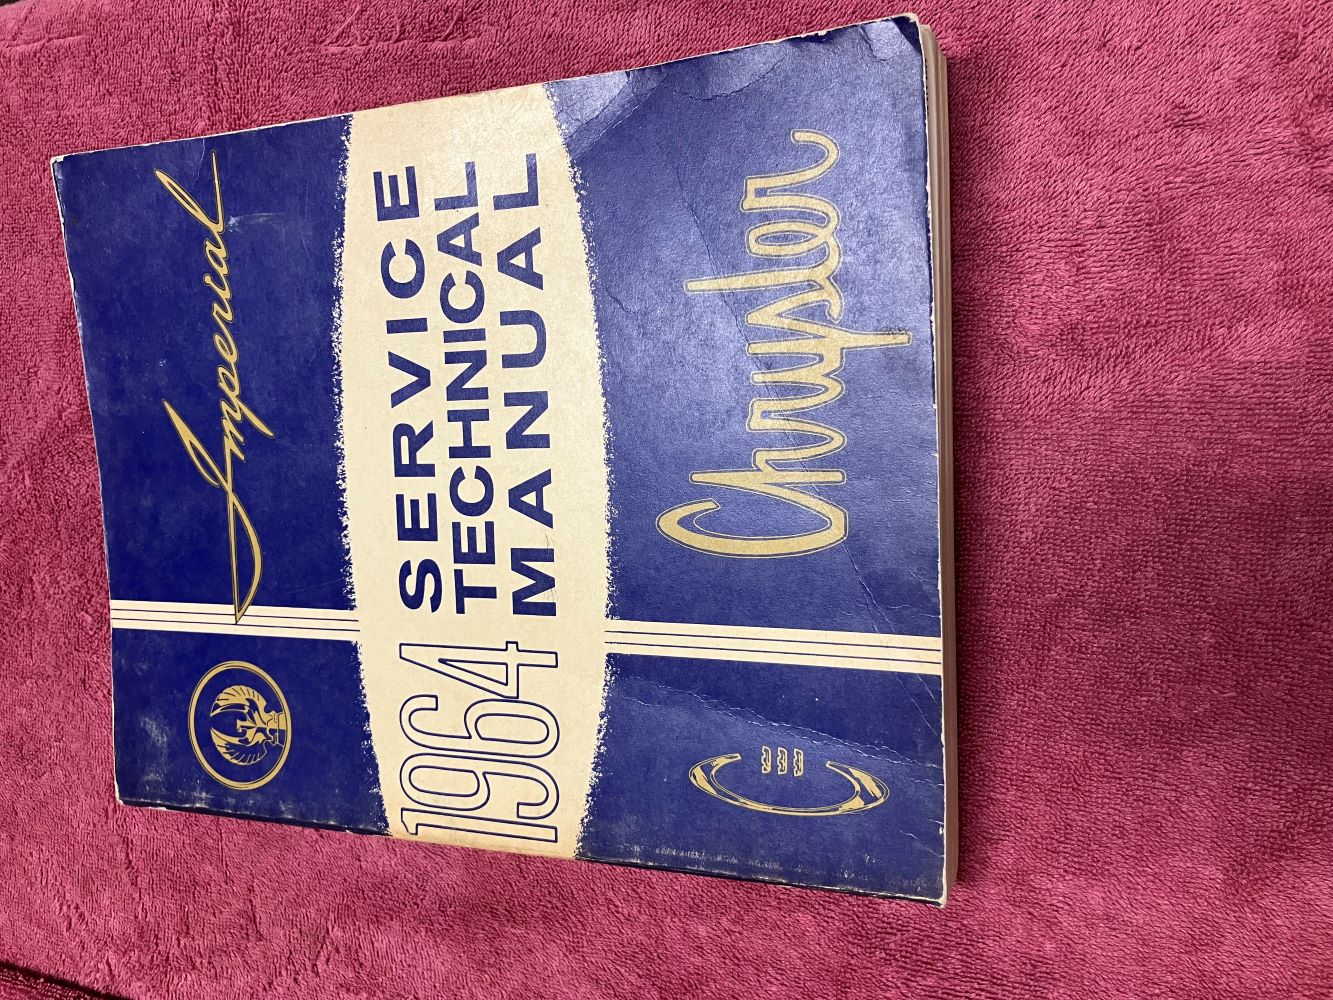 Imperial
1964
SERVICE
TECHNICAL
MANUAL
Chrysler